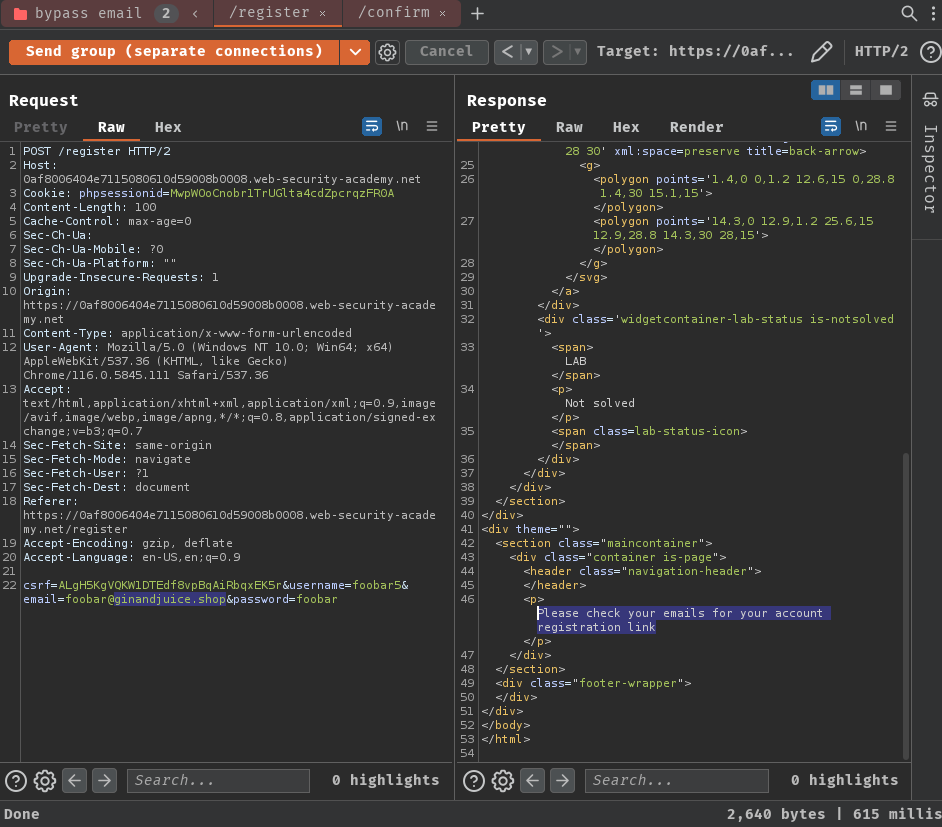 bypass email 2 < /register × /confirm × +
Send group (separate connections) Cancel < > Target: https://0af... HTTP/2
Request
Pretty Raw Hex \n
1 POST /register HTTP/2
2 Host:
0af8006404e7115080610d59008b0008.web-security-academy.net
3 Cookie: phpsessionid=MwpWOoCnobr1TrUGlta4cdZpcrqzFR0A
4 Content-Length: 100
5 Cache-Control: max-age=0
6 Sec-Ch-Ua:
7 Sec-Ch-Ua-Mobile: ?0
8 Sec-Ch-Ua-Platform: ""
9 Upgrade-Insecure-Requests: 1
10 Origin:
https://0af8006404e7115080610d59008b0008.web-security-acade
my.net
11 Content-Type: application/x-www-form-urlencoded
12 User-Agent: Mozilla/5.0 (Windows NT 10.0; Win64; x64)
AppleWebKit/537.36 (KHTML, like Gecko)
Chrome/116.0.5845.111 Safari/537.36
13 Accept:
text/html,application/xhtml+xml,application/xml;q=0.9,image
/avif,image/webp,image/apng,*/*;q=0.8,application/signed-ex
change;v=b3;q=0.7
14 Sec-Fetch-Site: same-origin
15 Sec-Fetch-Mode: navigate
16 Sec-Fetch-User: ?1
17 Sec-Fetch-Dest: document
18 Referer:
https://0af8006404e7115080610d59008b0008.web-security-acade
my.net/register
19 Accept-Encoding: gzip, deflate
20 Accept-Language: en-US,en;q=0.9
21
22 csrf=ALgH5KgVQKW1DTEdf8vpBqAiRbqxEK5r&username=foobar5&
email=foobar@ginandjuice.shop&password=foobar
Response
Pretty Raw Hex Render \n
28 30' xml:space=preserve title=back-arrow>
25 <g>
26 <polygon points='1.4,0 0,1.2 12.6,15 0,28.8
1.4,30 15.1,15'>
</polygon>
27 <polygon points='14.3,0 12.9,1.2 25.6,15
12.9,28.8 14.3,30 28,15'>
</polygon>
28 </g>
29 </svg>
30 </a>
31 </div>
32 <div class='widgetcontainer-lab-status is-notsolved
'>
33 <span>
LAB
</span>
34 <p>
Not solved
</p>
35 <span class=lab-status-icon>
</span>
36 </div>
37 </div>
38 </div>
39 </section>
40 </div>
41 <div theme="">
42 <section class="maincontainer">
43 <div class="container is-page">
44 <header class="navigation-header">
45 </header>
46 <p>
Please check your emails for your account
registration link
</p>
47 </div>
48 </section>
49 <div class="footer-wrapper">
50 </div>
51 </div>
52 </body>
53 </html>
54
Inspector
Search... 0 highlights
Search... 0 highlights
Done
2,640 bytes | 615 millis